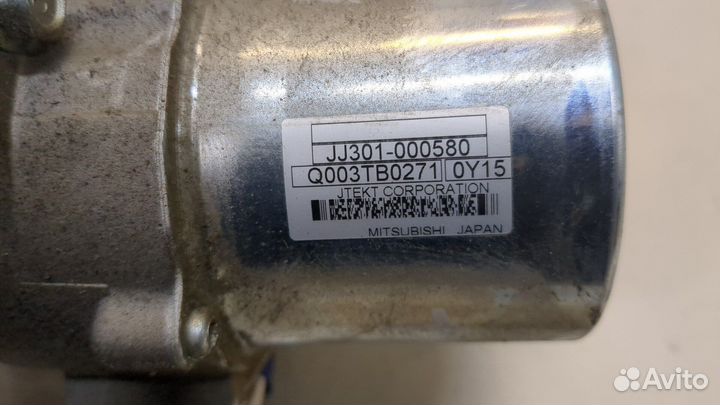 JJ301-000580
Q003TB0271 0Y15
JTEKT CORPORATION
MITSUBISHI JAPAN
Avito